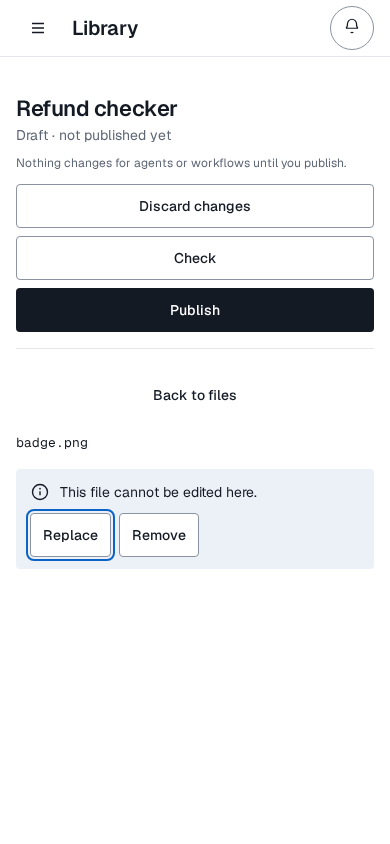 Library
Refund checker
Draft · not published yet
Nothing changes for agents or workflows until you publish.
Discard changes
Check
Publish
Back to files
badge.png
This file cannot be edited here.
Replace Remove